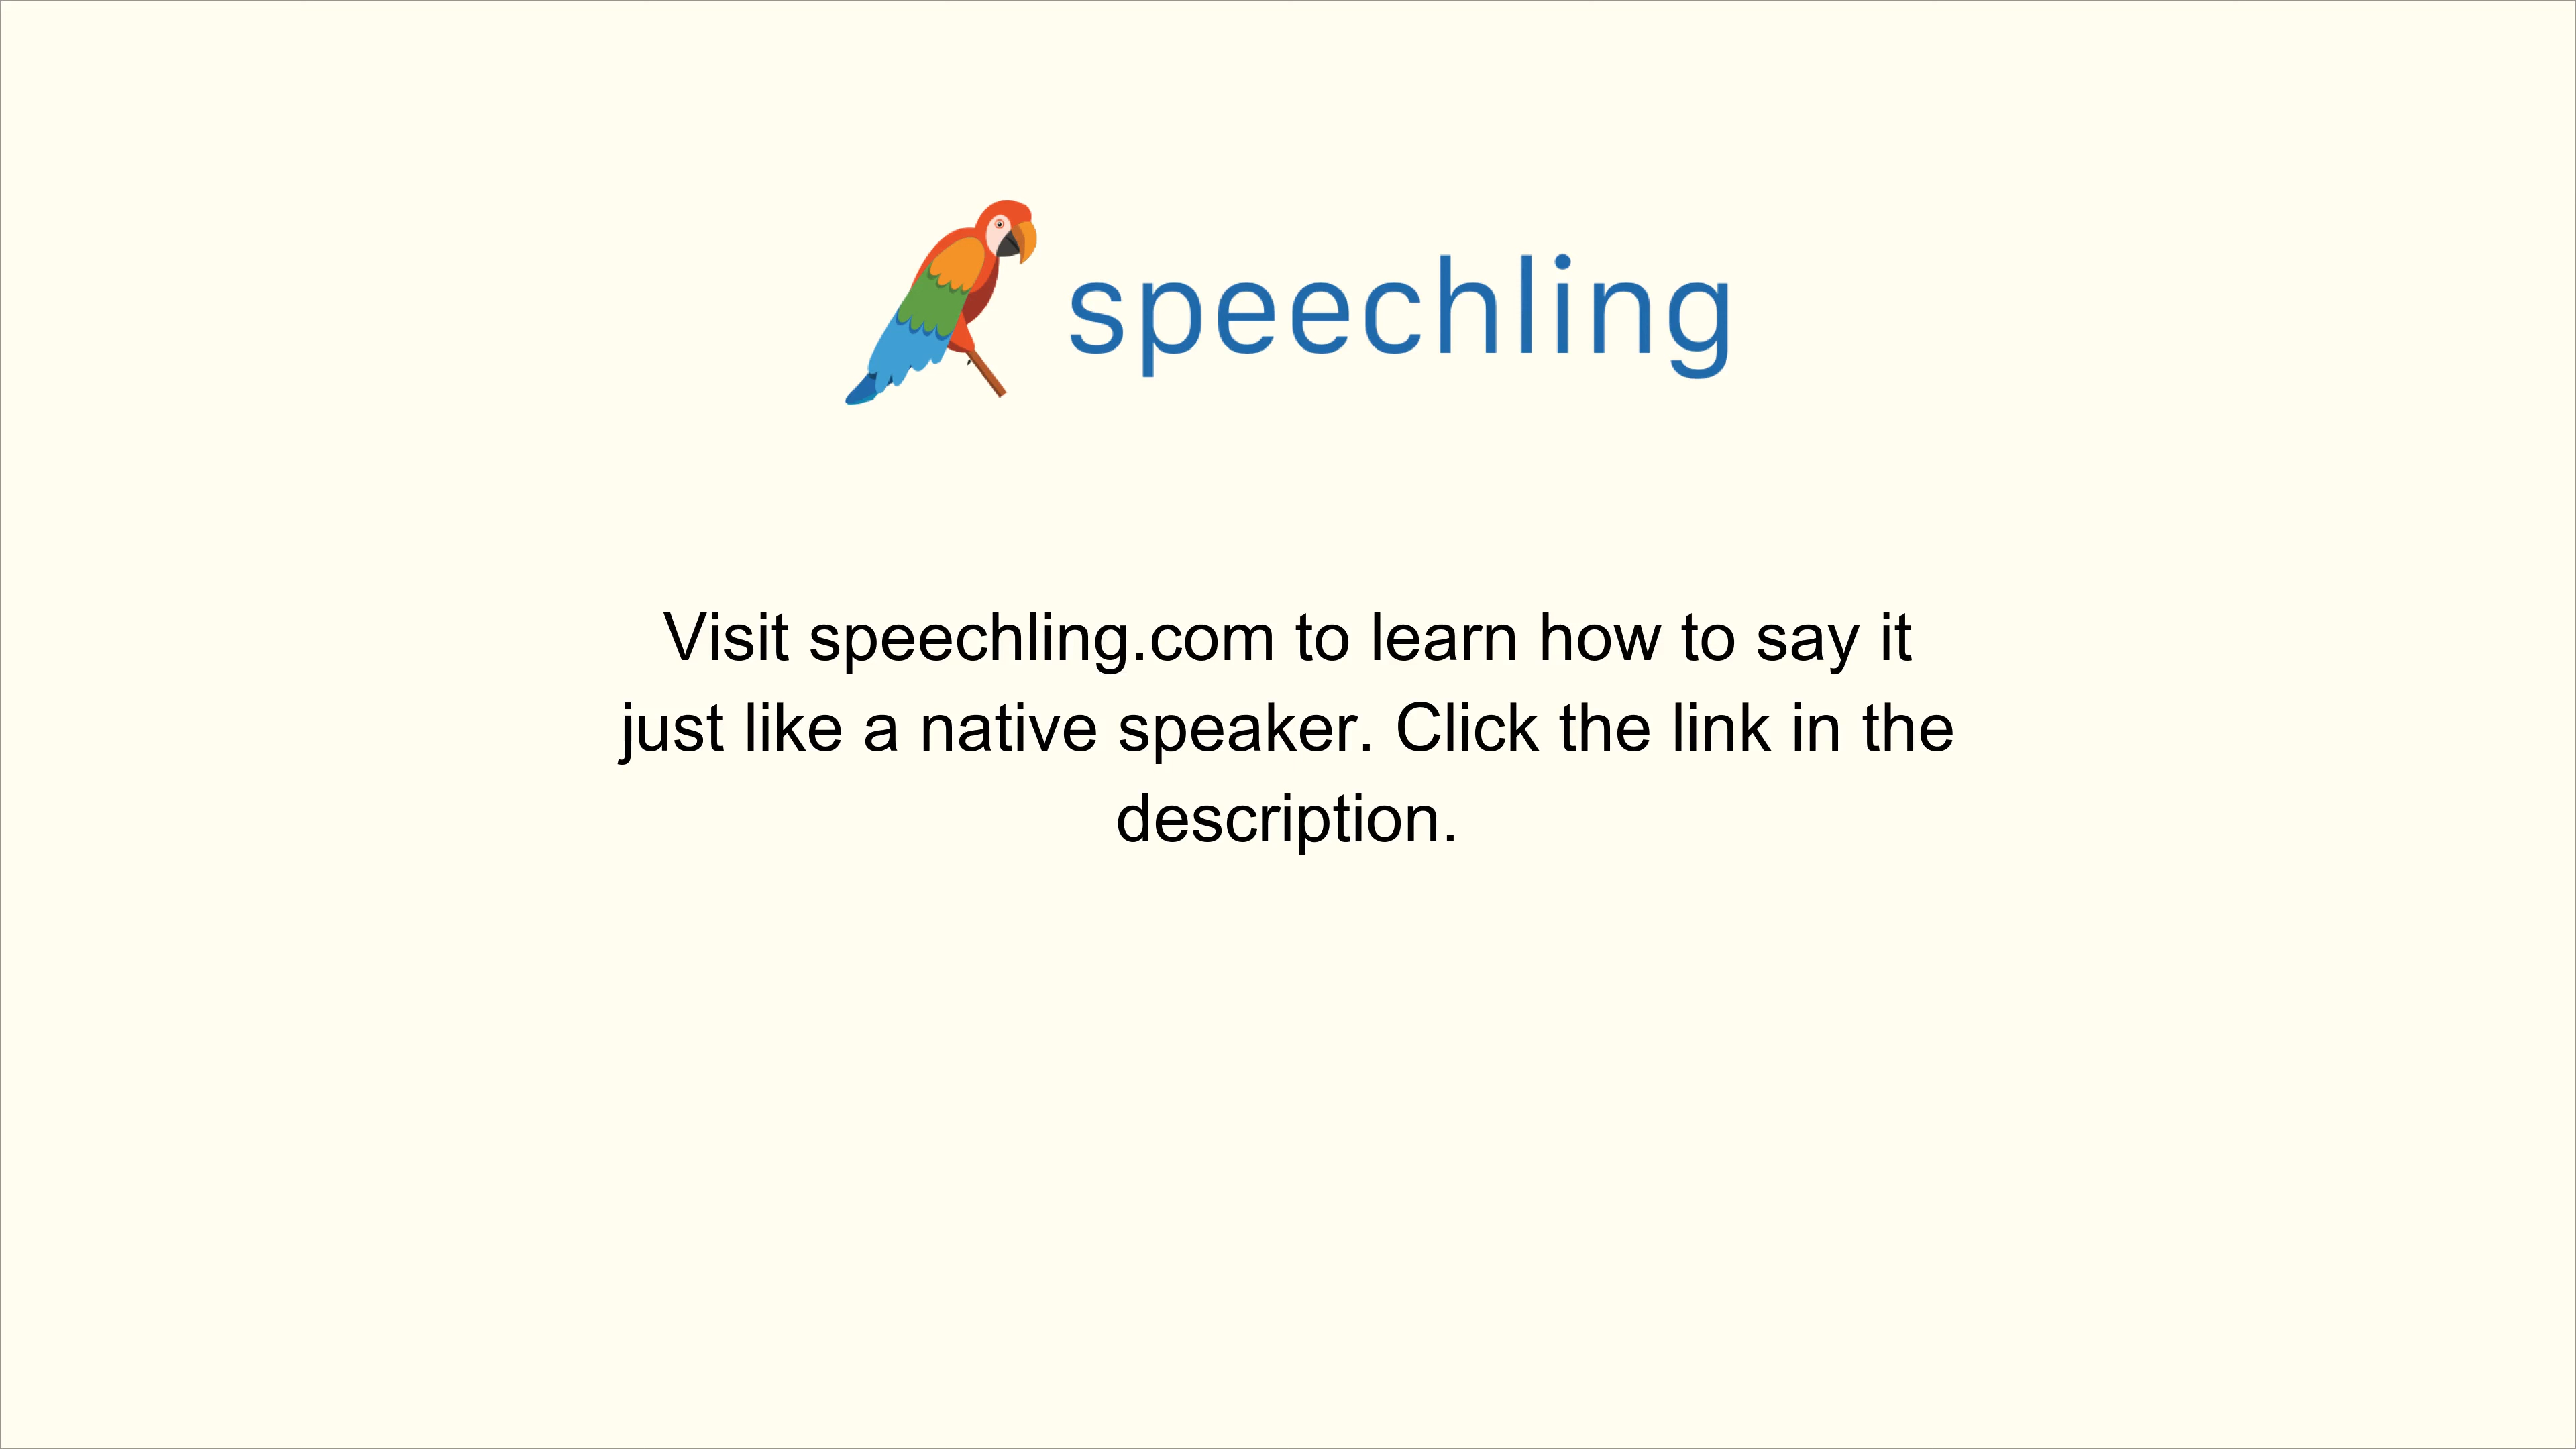 speechling
Visit speechling.com to learn how to say it
just like a native speaker. Click the link in the
description.